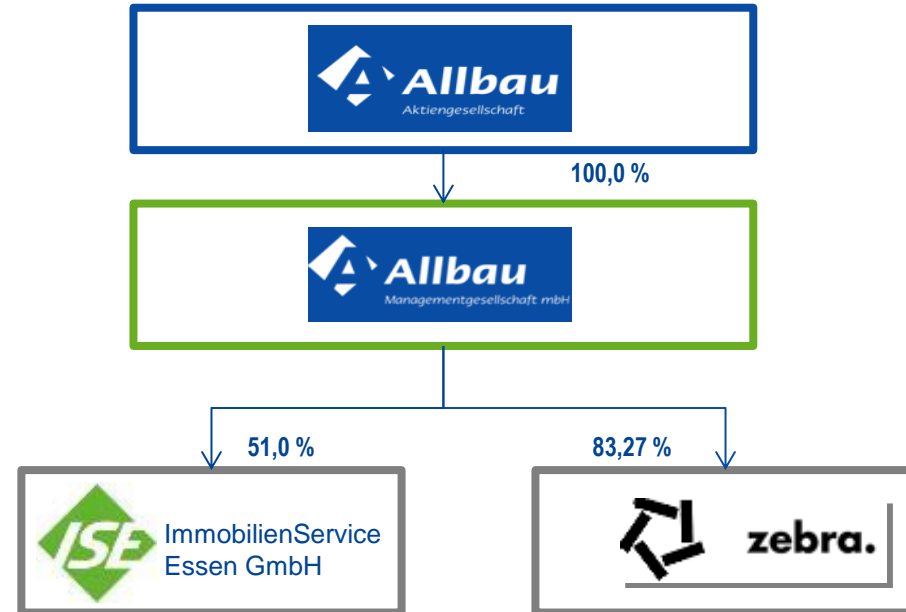 Allbau
Aktiengesellschaft
100,0 %
Allbau
Managementgesellschaft mbH
51,0 %
83,27 %
ISE
ImmobilienService
Essen GmbH
zebra.